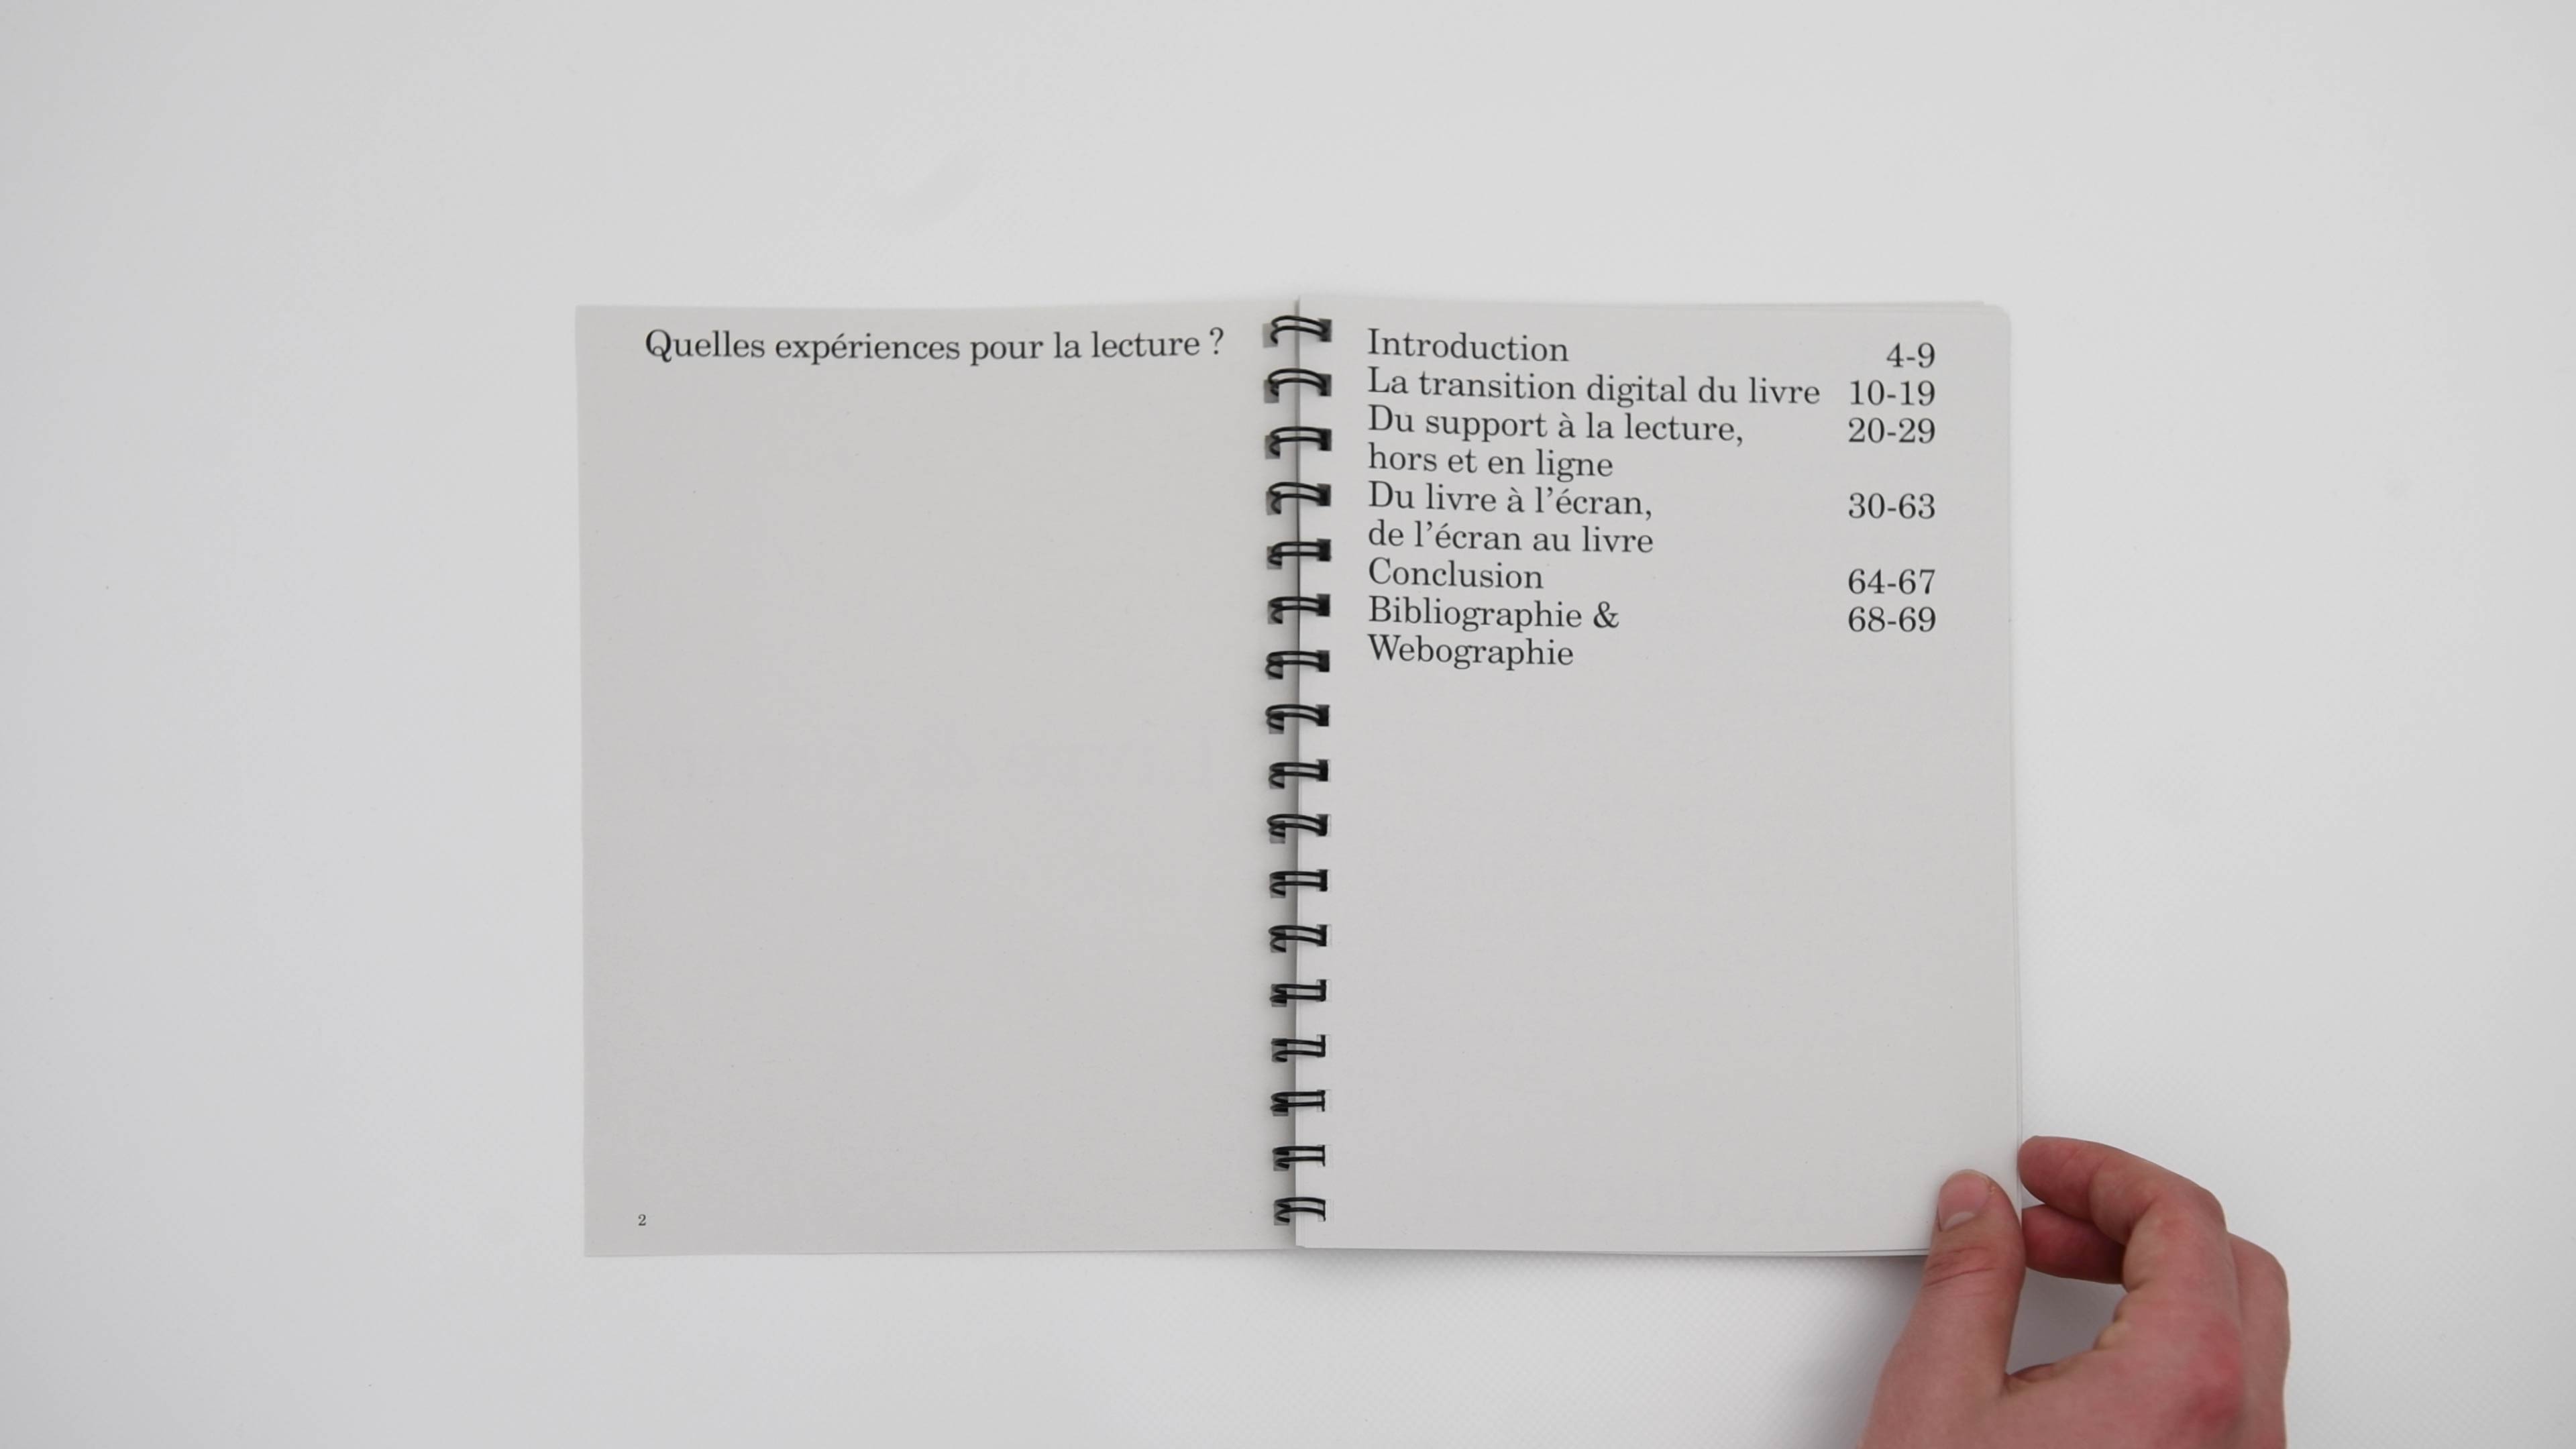 Quelles expériences pour la lecture ?
2
Introduction 4-9
La transition digital du livre 10-19
Du support à la lecture, 20-29
hors et en ligne
Du livre à l’écran, 30-63
de l’écran au livre
Conclusion 64-67
Bibliographie & 68-69
Webographie